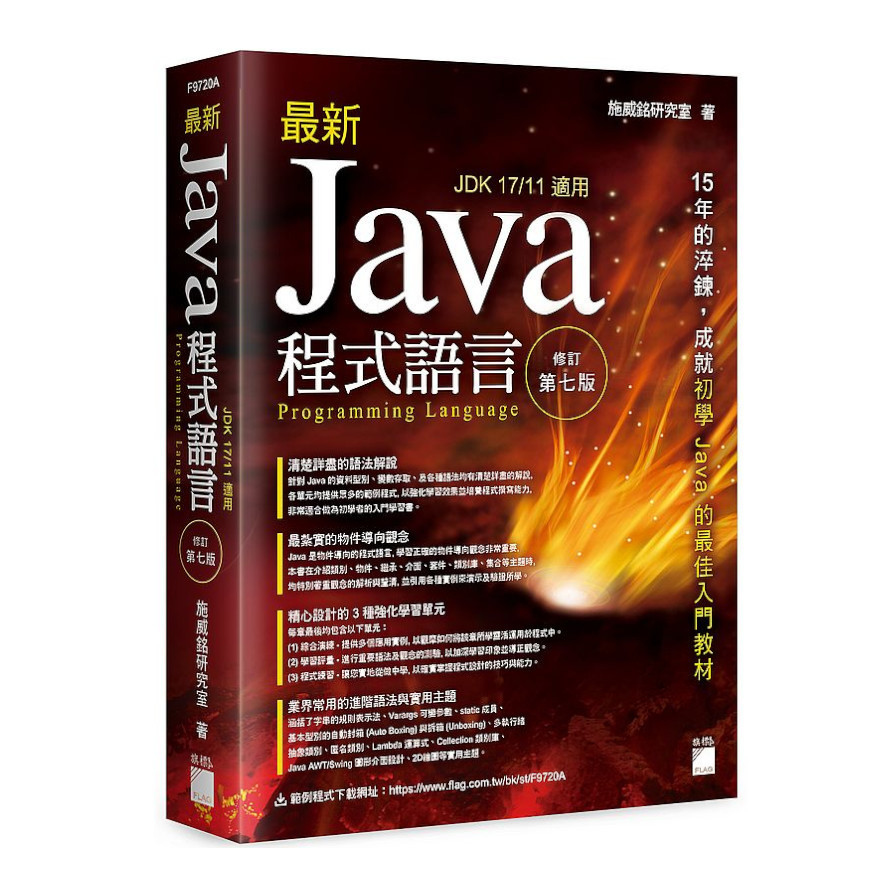 F9720A
最新
Java
程式語言
Programming Language
JDK 17/11 適用
修訂
第七版
施威銘研究室 著
旗標
FLAG
施威銘研究室 著
最新
JDK 17/11 適用
Java
程式語言
Programming Language
修訂
第七版
15年的淬鍊，成就初學 Java 的最佳入門教材
清楚詳盡的語法解說
針對 Java 的資料型別、變數存取、及各種語法均有清楚詳盡的解說,
各單元均提供眾多的範例程式, 以強化學習效果並培養程式撰寫能力,
非常適合做為初學者的入門學習書。
最紮實的物件導向觀念
Java 是物件導向的程式語言, 學習正確的物件導向觀念非常重要,
本書在介紹類別、物件、繼承、介面、套件、類別庫、集合等主題時,
均特別著重觀念的解析與釐清, 並引用各種實例來演示及驗證所學。
精心設計的 3 種強化學習單元
每章最後均包含以下單元：
(1) 綜合演練 - 提供多個應用實例, 以觀摩如何將該章所學靈活運用於程式中。
(2) 學習評量 - 進行重要語法及觀念的測驗, 以加深學習印象並導正觀念。
(3) 程式練習 - 讓您實地從做中學, 以確實掌握程式設計的技巧與能力。
業界常用的進階語法與實用主題
涵括了字串的規則表示法、Varargs 可變參數、static 成員、
基本型別的自動封箱 (Auto Boxing) 與拆箱 (Unboxing)、多執行緒
抽象類別、匿名類別、Lambda 運算式、Collection 類別庫、
Java AWT/Swing 圖形介面設計、2D繪圖等實用主題。
範例程式下載網址：https://www.flag.com.tw/bk/st/F9720A
旗標
FLAG